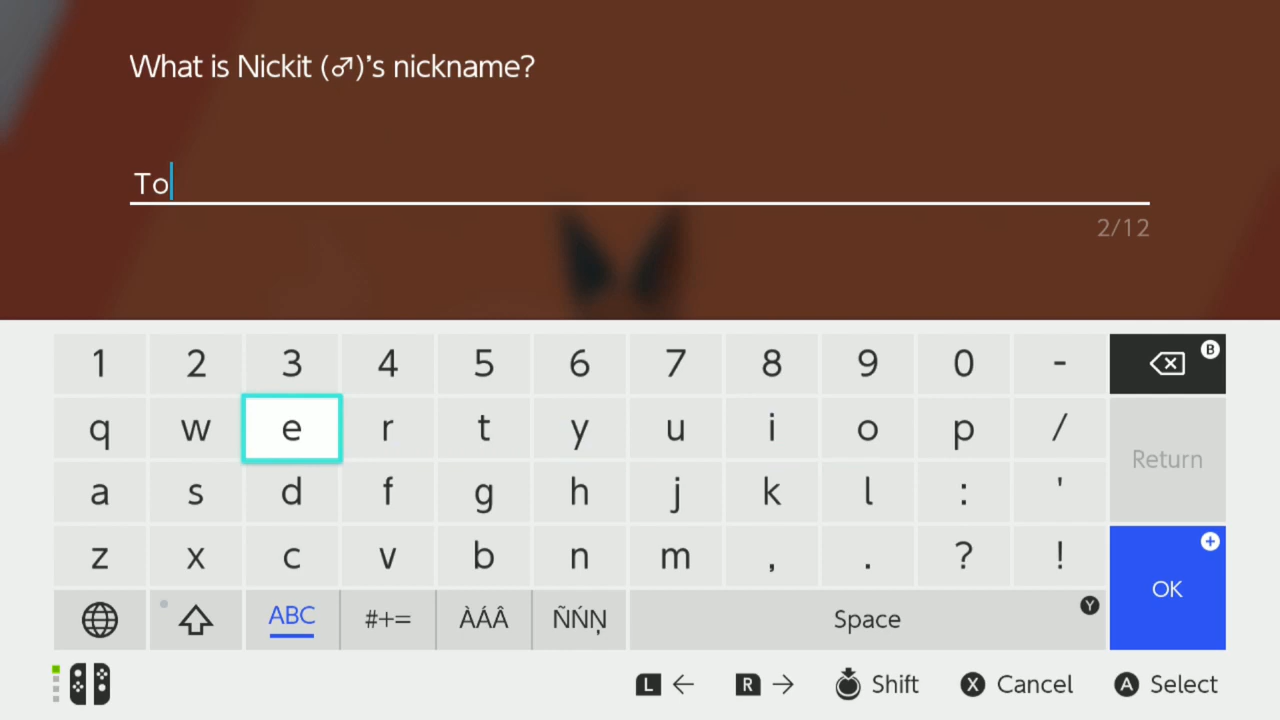 What is Nickit (♂)'s nickname?
To
2/12
1 2 3 4 5 6 7 8 9 0 - B
q w e r t y u i o p / Return
a s d f g h j k l : '
z x c v b n m , . ? ! + OK
ABC #+= ÀÁÂ ÑŃŅ Space Y
L ← R → Shift X Cancel A Select